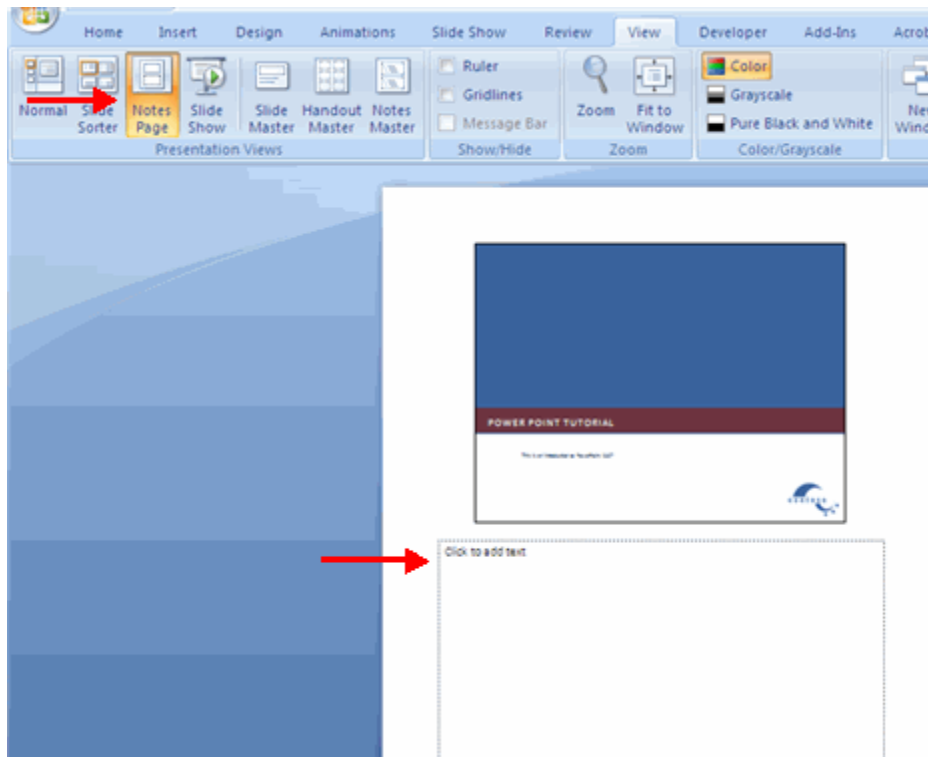 Home Insert Design Animations Slide Show Review View Developer Add-Ins Acrob
Normal Slide Sorter Notes Page Slide Show Slide Master Handout Master Notes Master
Ruler
Gridlines
Message Bar
Zoom Fit to Window
Color
Grayscale
Pure Black and White
Presentation Views Show/Hide Zoom Color/Grayscale
POWER POINT TUTORIAL
Click to add text